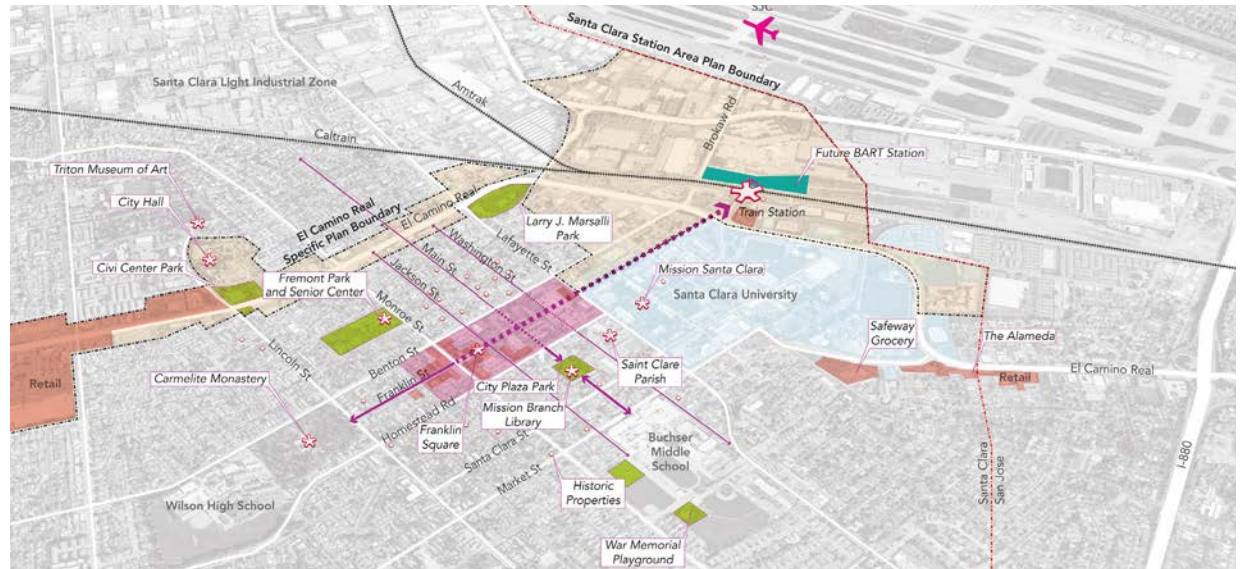 SJC
Santa Clara Station Area Plan Boundary
Santa Clara Light Industrial Zone
Amtrak
Brokaw Rd
Caltrain
Future BART Station
Triton Museum of Art
City Hall
El Camino Real
Specific Plan Boundary
El Camino Real
Train Station
Larry J. Marsalli
Park
Lafayette St
Washington St
Main St
Jackson St
Civi Center Park
Fremont Park
and Senior Center
Monroe St
Mission Santa Clara
Santa Clara University
Safeway
Grocery
The Alameda
Lincoln St
Benton St
Retail
Franklin St
Carmelite Monastery
City Plaza Park
Saint Clare
Parish
Retail
El Camino Real
Homestead Rd
Mission Branch
Library
Franklin
Square
Santa Clara St
Buchser
Middle
School
Market St
Santa Clara
San Jose
I-880
Historic
Properties
Wilson High School
War Memorial
Playground